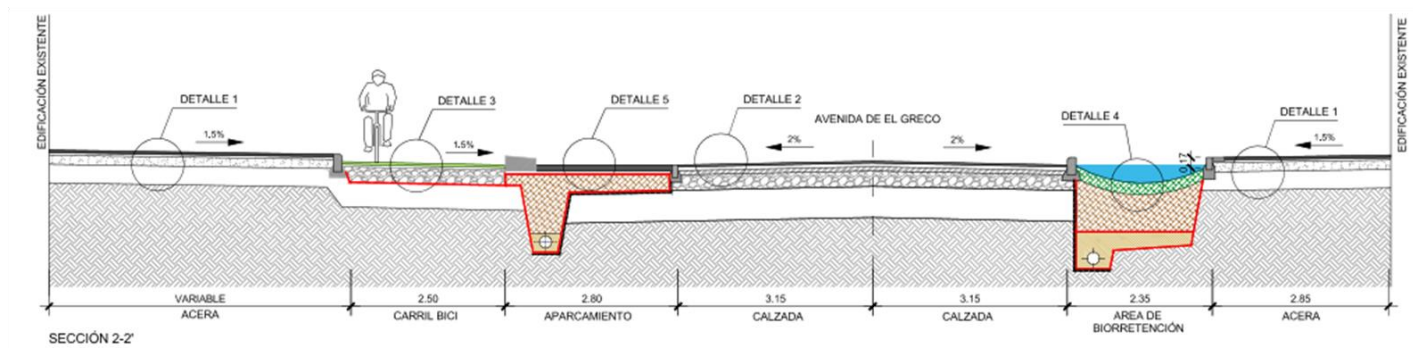 EDIFICACIÓN EXISTENTE
DETALLE 1
DETALLE 3
DETALLE 5
DETALLE 2
AVENIDA DE EL GRECO
DETALLE 4
DETALLE 1
EDIFICACIÓN EXISTENTE
1,5%
1.5%
2%
2%
0,17
1,5%
VARIABLE
2.50
2.80
3.15
3.15
2.35
2.85
ACERA
CARRIL BICI
APARCAMIENTO
CALZADA
CALZADA
AREA DE
BIORRETENCIÓN
ACERA
SECCIÓN 2-2'